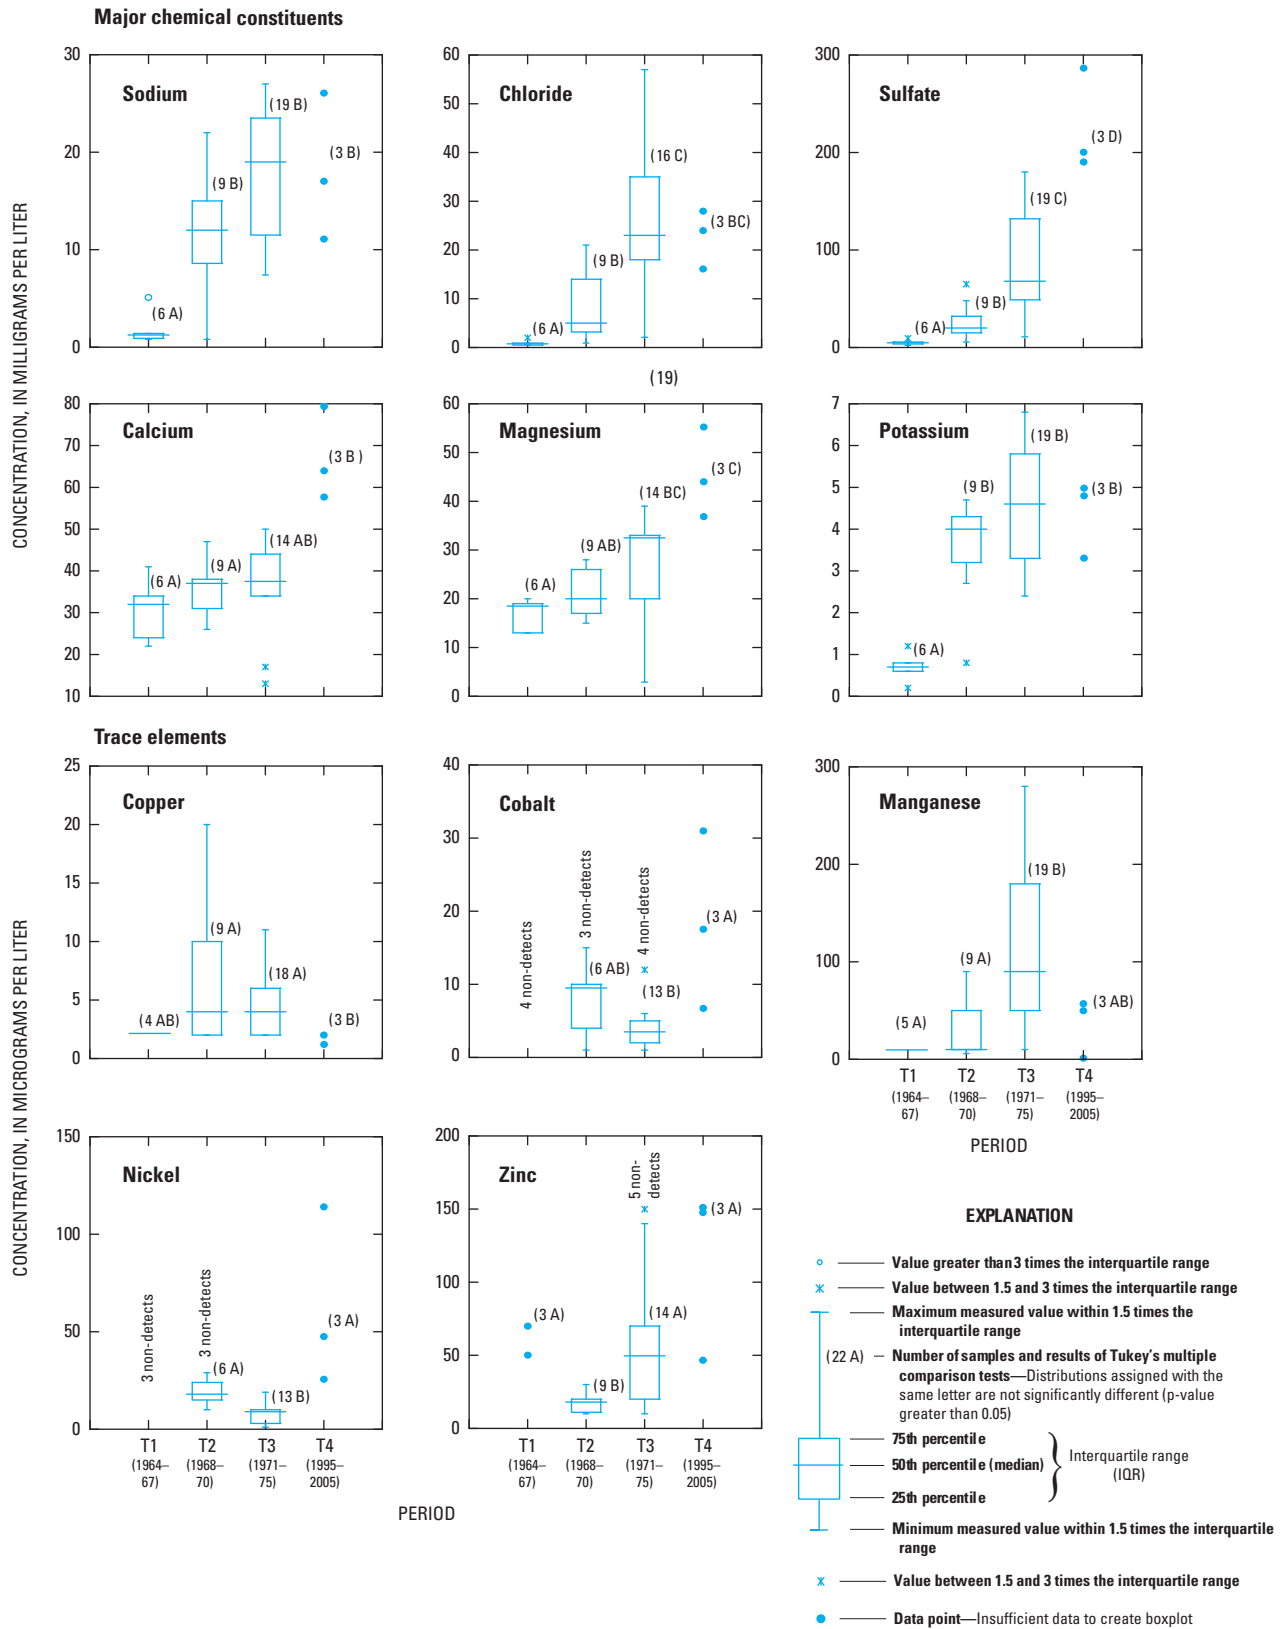 Major chemical constituents
CONCENTRATION, IN MILLIGRAMS PER LITER
30
20
10
0
Sodium
(6 A)
(9 B)
(19 B)
(3 B)
60
50
40
30
20
10
0
Chloride
(6 A)
(9 B)
(16 C)
(3 BC)
300
200
100
0
Sulfate
(6 A)
(9 B)
(19 C)
(3 D)
80
70
60
50
40
30
20
10
Calcium
(6 A)
(9 A)
(14 AB)
(3 B )
(19)
60
50
40
30
20
10
0
Magnesium
(6 A)
(9 AB)
(14 BC)
(3 C)
7
6
5
4
3
2
1
0
Potassium
(6 A)
(9 B)
(19 B)
(3 B)
Trace elements
CONCENTRATION, IN MICROGRAMS PER LITER
25
20
15
10
5
0
Copper
(4 AB)
(9 A)
(18 A)
(3 B)
40
30
20
10
0
Cobalt
4 non-detects
3 non-detects
(6 AB)
4 non-detects
(13 B)
(3 A)
300
200
100
0
Manganese
(5 A)
(9 A)
(19 B)
(3 AB)
T1 T2 T3 T4
(1964– (1968– (1971– (1995–
67) 70) 75) 2005)
PERIOD
150
100
50
0
Nickel
3 non-detects
3 non-detects
(6 A)
(13 B)
(3 A)
T1 T2 T3 T4
(1964– (1968– (1971– (1995–
67) 70) 75) 2005)
200
150
100
50
0
Zinc
(3 A)
(9 B)
5 non-
detects
(14 A)
(3 A)
T1 T2 T3 T4
(1964– (1968– (1971– (1995–
67) 70) 75) 2005)
PERIOD
EXPLANATION
Value greater than 3 times the interquartile range
Value between 1.5 and 3 times the interquartile range
Maximum measured value within 1.5 times the
interquartile range
(22 A)
Number of samples and results of Tukey's multiple
comparison tests—Distributions assigned with the
same letter are not significantly different (p-value
greater than 0.05)
75th percentile
50th percentile (median)
25th percentile
Interquartile range
(IQR)
Minimum measured value within 1.5 times the interquartile
range
Value between 1.5 and 3 times the interquartile range
Data point—Insufficient data to create boxplot